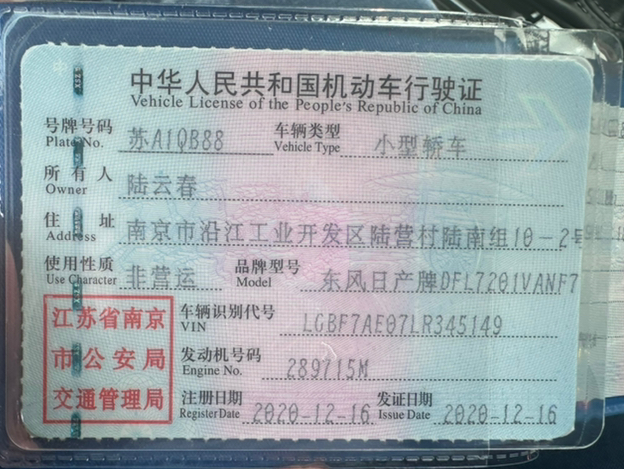 中华人民共和国机动车行驶证
Vehicle License of the People's Republic of China
号牌号码 Plate No. 苏A1QB88 车辆类型 Vehicle Type 小型轿车
所有人 Owner 陆云春
住址 Address 南京市沿江工业开发区陆营村陆南组10-2号
使用性质 Use Character 非营运 品牌型号 Model 东风日产牌DFL7201VANF7
江苏省南京
市公安局
交通管理局
车辆识别代号 VIN LGBF7AE07LR345149
发动机号码 Engine No. 289715M
注册日期 Register Date 2020-12-16 发证日期 Issue Date 2020-12-16